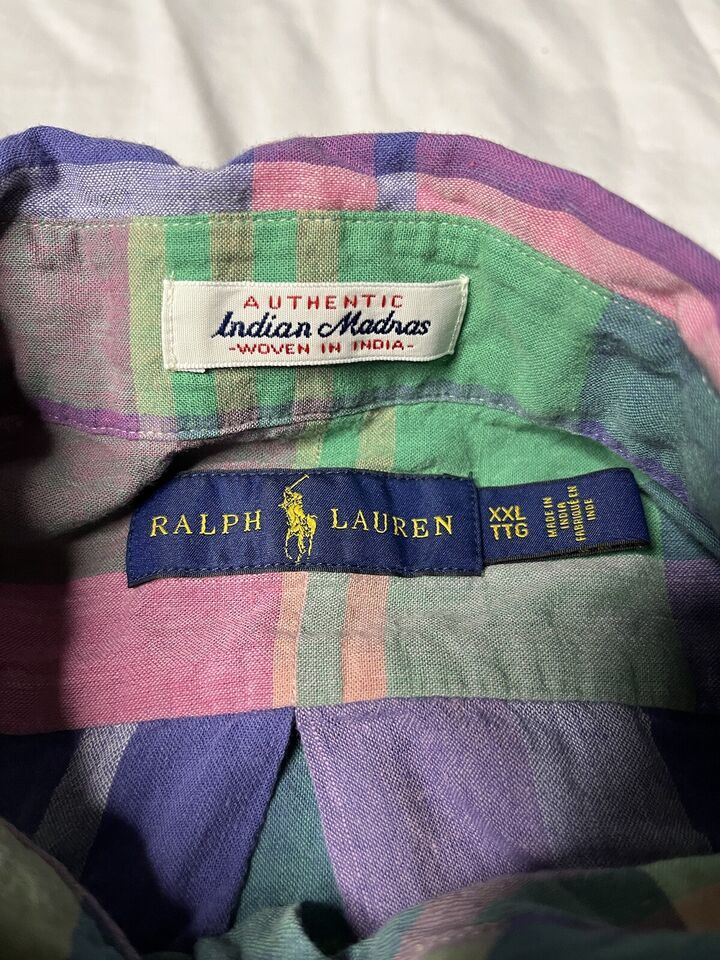 AUTHENTIC
Indian Madras
-WOVEN IN INDIA-
RALPH LAUREN
XXL
TTG
MADE IN
INDIA
FABRIQUÉ EN
INDE